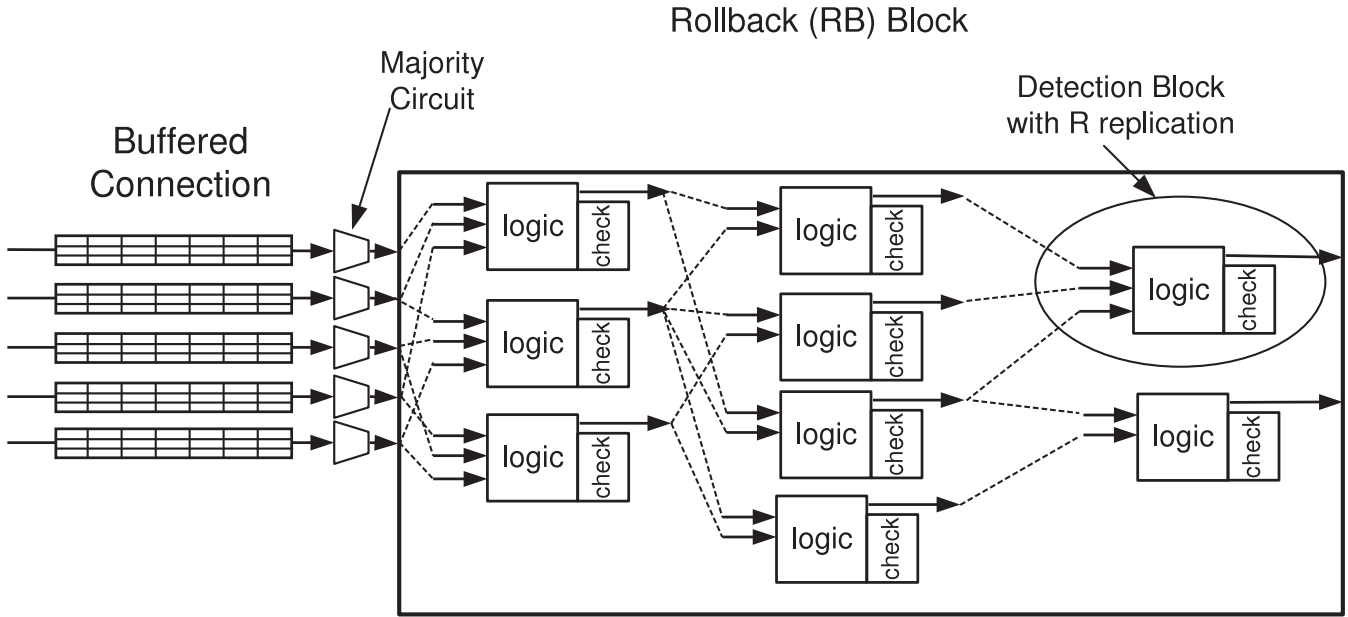 Rollback (RB) Block
Majority
Circuit
Detection Block
with R replication
Buffered
Connection
logic
check
logic
check
logic
check
logic
check
logic
check
logic
check
logic
check
logic
check
logic
check